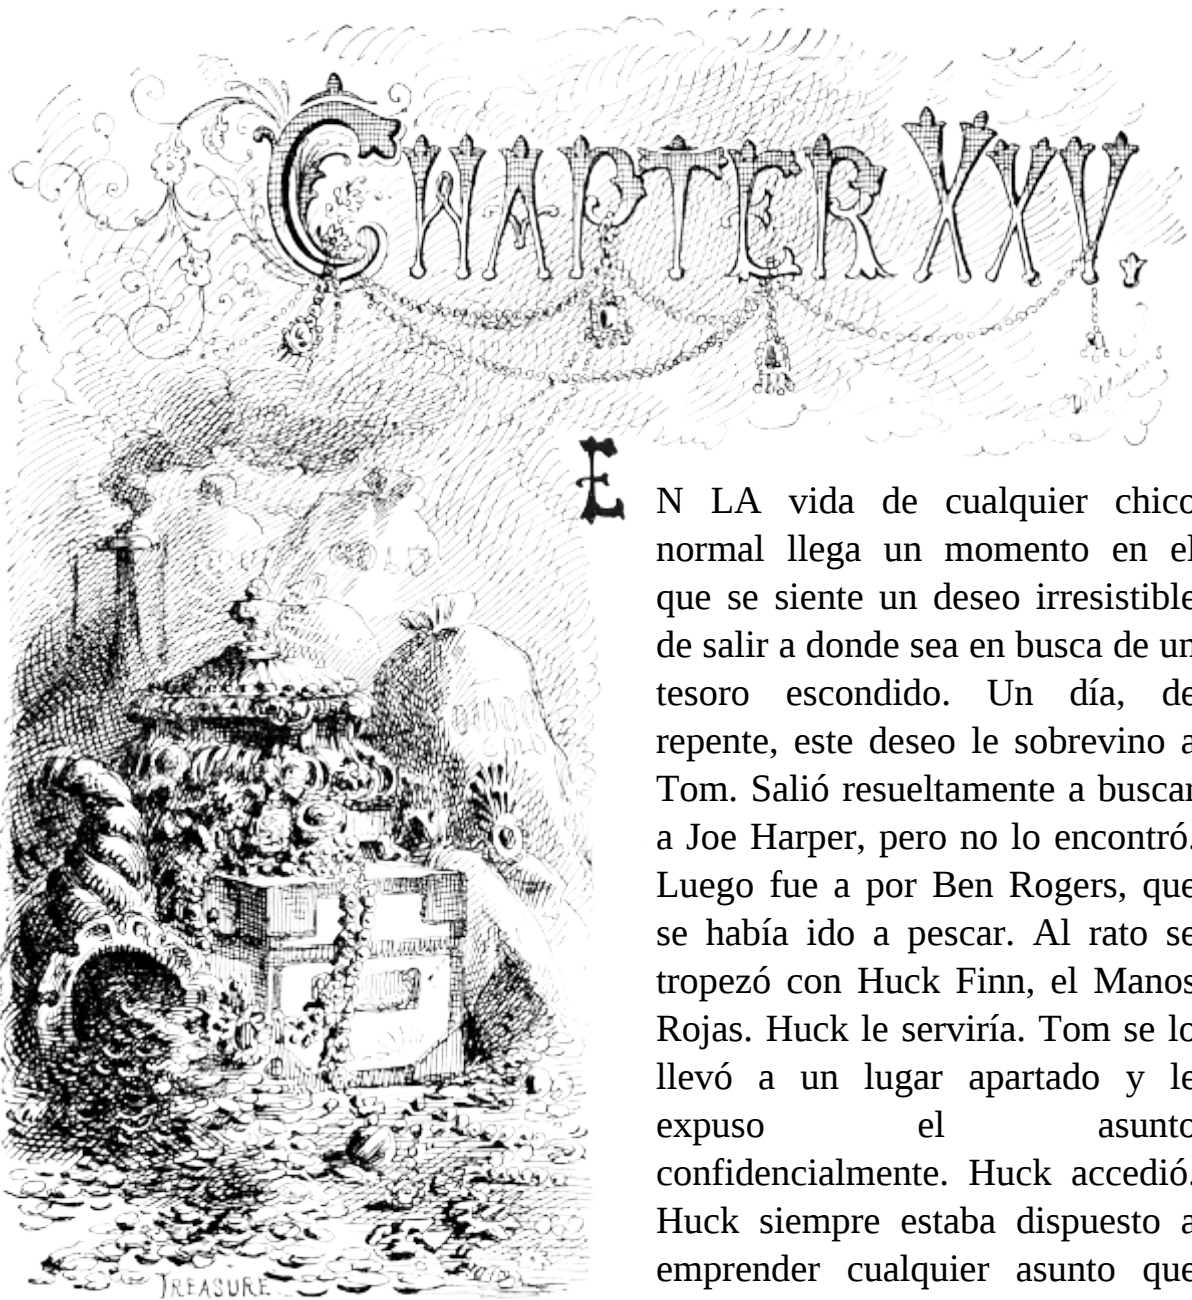 CHAPTER XXV.
EN LA vida de cualquier chico
normal llega un momento en el
que se siente un deseo irresistible
de salir a donde sea en busca de un
tesoro escondido. Un día, de
repente, este deseo le sobrevino a
Tom. Salió resueltamente a buscar
a Joe Harper, pero no lo encontró.
Luego fue a por Ben Rogers, que
se había ido a pescar. Al rato se
tropezó con Huck Finn, el Manos
Rojas. Huck le serviría. Tom se lo
llevó a un lugar apartado y le
expuso el asunto
confidencialmente. Huck accedió.
Huck siempre estaba dispuesto a
emprender cualquier asunto que
TREASURE